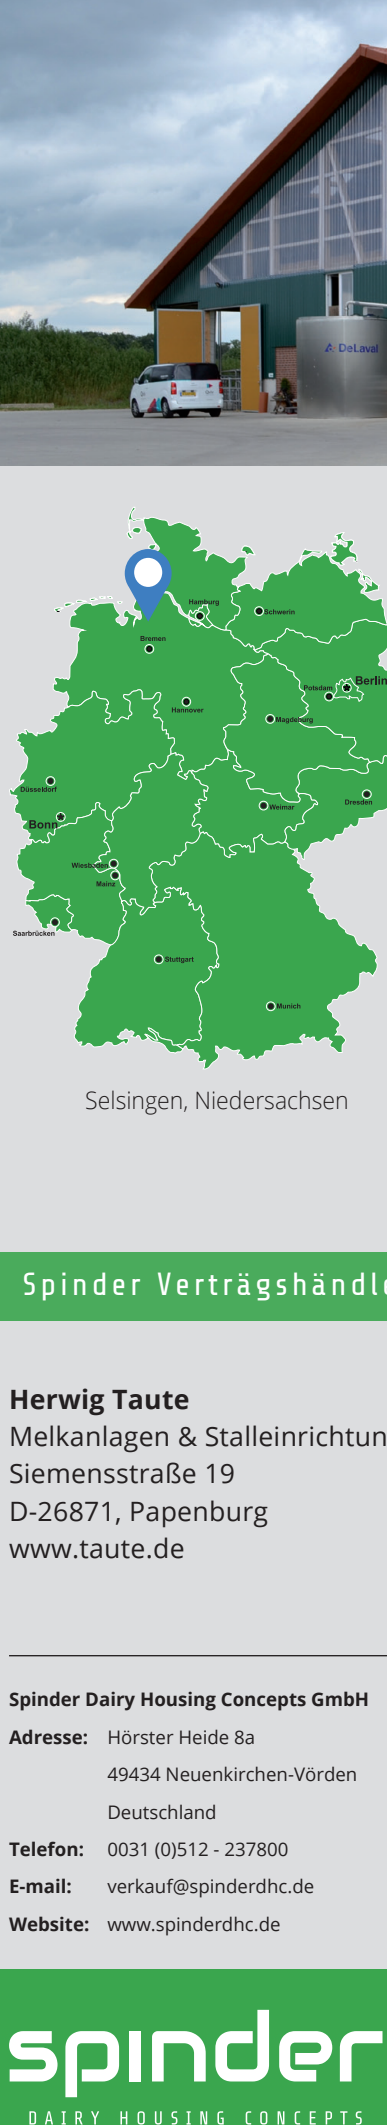 DeLaval
Hamburg
Schwerin
Bremen
Berlin
Potsdam
Hannover
Magdeburg
Düsseldorf
Dresden
Weimar
Bonn
Wiesbaden
Mainz
Saarbrücken
Stuttgart
Munich
Selsingen, Niedersachsen
Spinder Verträgshändle
Herwig Taute
Melkanlagen & Stalleinrichtun
Siemensstraße 19
D-26871, Papenburg
www.taute.de
Spinder Dairy Housing Concepts GmbH
Adresse: Hörster Heide 8a
49434 Neuenkirchen-Vörden
Deutschland
Telefon: 0031 (0)512 - 237800
E-mail: verkauf@spinderdhc.de
Website: www.spinderdhc.de
spinder
DAIRY HOUSING CONCEPTS